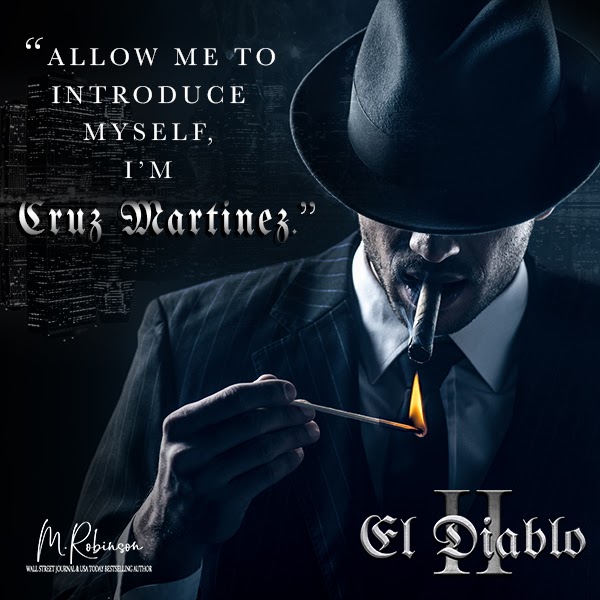 “ALLOW ME TO
INTRODUCE
MYSELF,
I’M
Cruz Martinez.”
II
El Diablo
M. Robinson
WALL STREET JOURNAL & USA TODAY BESTSELLING AUTHOR